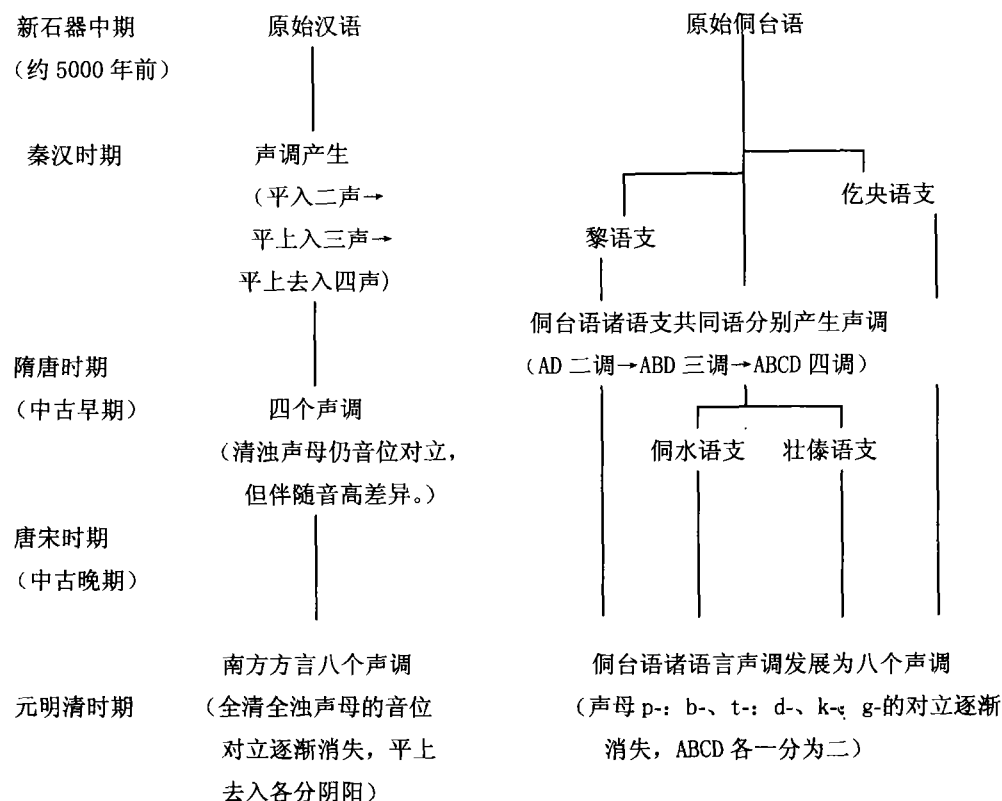 新石器中期
（约 5000 年前）
原始汉语
原始侗台语
秦汉时期
声调产生
（平入二声→
平上入三声→
平上去入四声）
仡央语支
黎语支
侗台语诸语支共同语分别产生声调
（AD 二调→ABD 三调→ABCD 四调）
隋唐时期
（中古早期）
四个声调
（清浊声母仍音位对立，
但伴随音高差异。）
侗水语支
壮傣语支
唐宋时期
（中古晚期）
元明清时期
南方方言八个声调
（全清全浊声母的音位
对立逐渐消失，平上
去入各分阴阳）
侗台语诸语言声调发展为八个声调
（声母 p-：b-、t-：d-、k-：g-的对立逐渐
消失，ABCD 各一分为二）